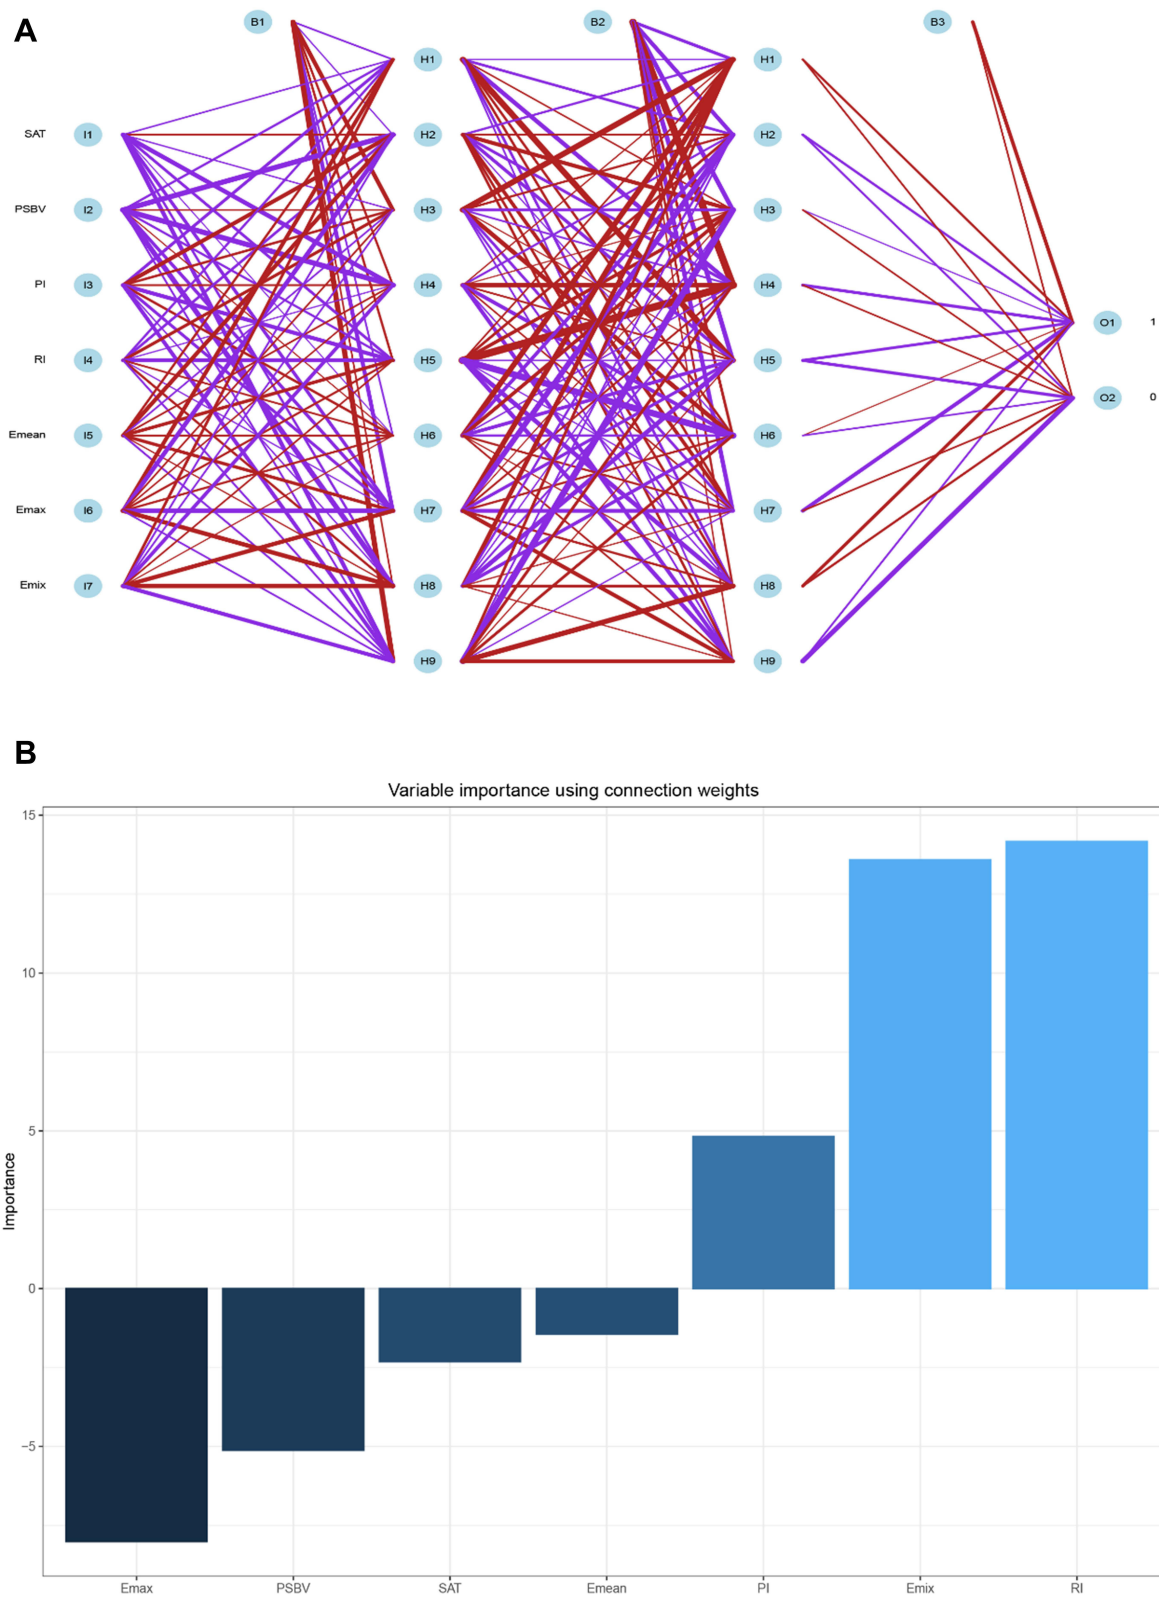 A
B1 B2 B3
H1 H1
SAT I1 H2 H2
PSBV I2 H3 H3
PI I3 H4 H4
O1 1
RI I4 H5 H5
O2 0
Emean I5 H6 H6
Emax I6 H7 H7
Emix I7 H8 H8
H9 H9
B
Variable importance using connection weights
15
10
5
0
−5
Importance
Emax PSBV SAT Emean PI Emix RI